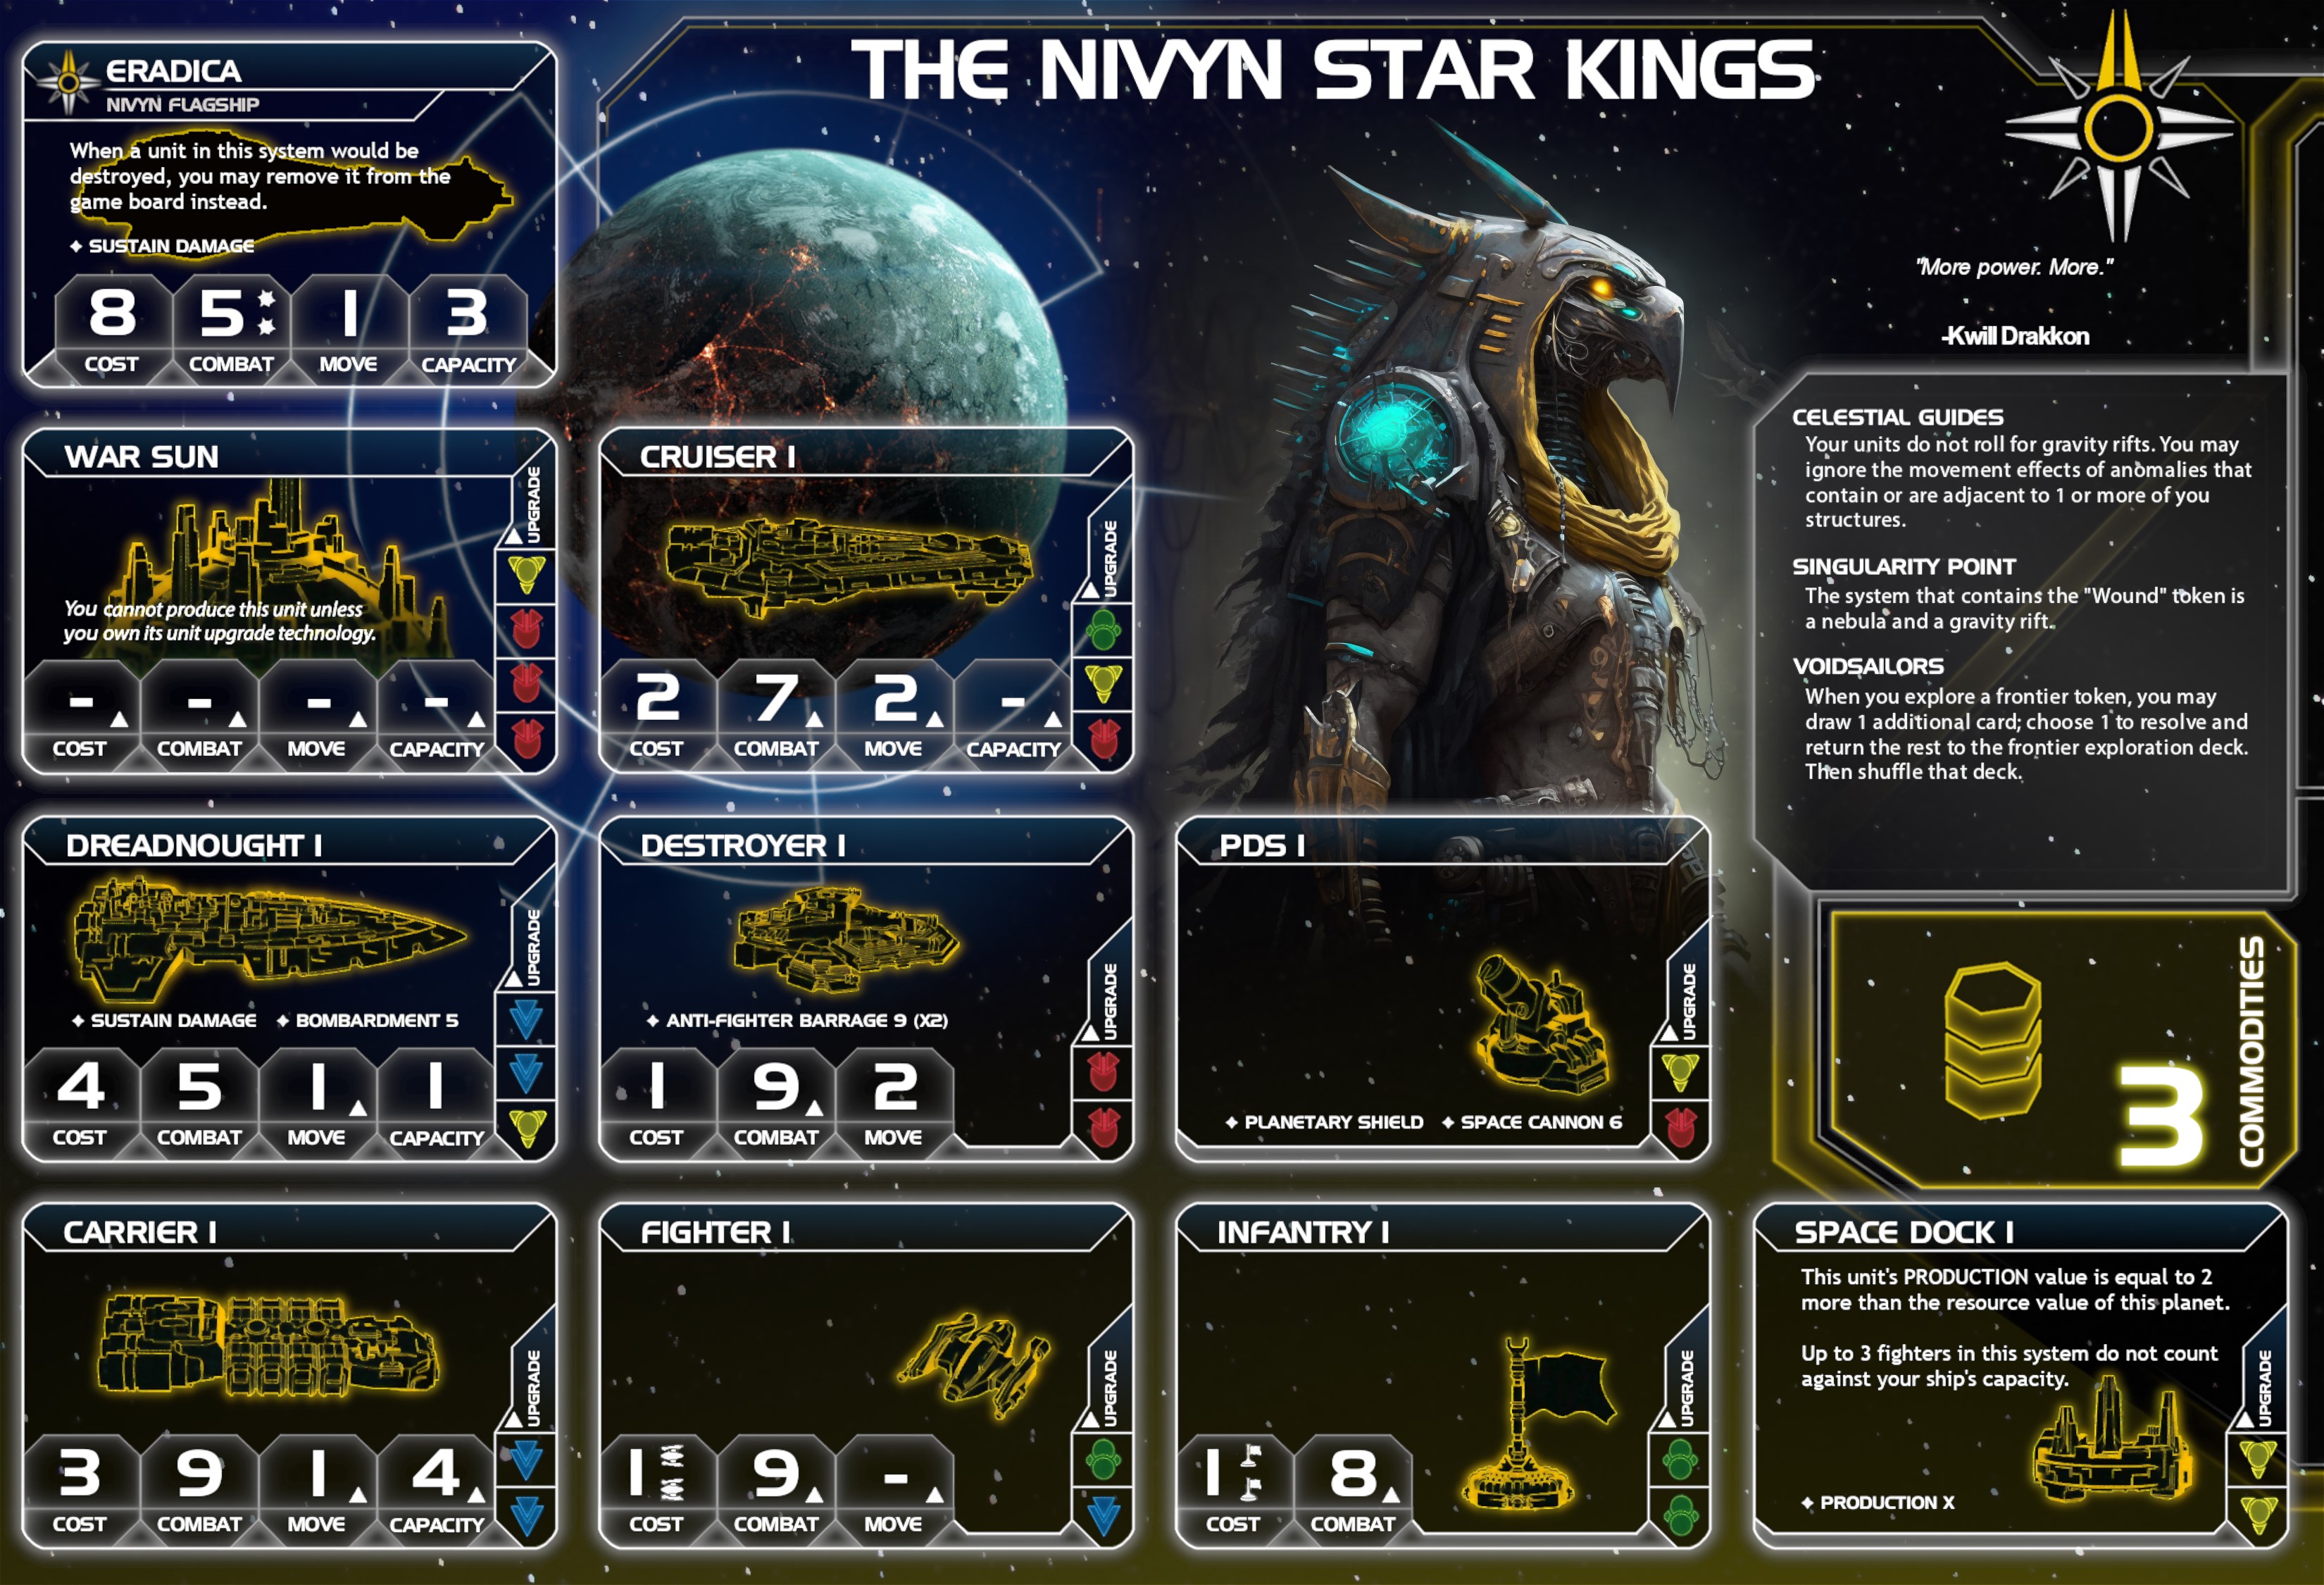 THE NIVYN STAR KINGS
ERADICA
NIVYN FLAGSHIP
When a unit in this system would be
destroyed, you may remove it from the
game board instead.
SUSTAIN DAMAGE
8 5 1 3
COST COMBAT MOVE CAPACITY
"More power. More."
-Kwill Drakkon
WAR SUN
You cannot produce this unit unless
you own its unit upgrade technology.
UPGRADE
- - - -
COST COMBAT MOVE CAPACITY
CRUISER I
UPGRADE
2 7 2 -
COST COMBAT MOVE CAPACITY
CELESTIAL GUIDES
Your units do not roll for gravity rifts. You may
ignore the movement effects of anomalies that
contain or are adjacent to 1 or more of you
structures.
SINGULARITY POINT
The system that contains the "Wound" token is
a nebula and a gravity rift.
VOIDSAILORS
When you explore a frontier token, you may
draw 1 additional card; choose 1 to resolve and
return the rest to the frontier exploration deck.
Then shuffle that deck.
DREADNOUGHT I
UPGRADE
SUSTAIN DAMAGE BOMBARDMENT 5
4 5 1 1
COST COMBAT MOVE CAPACITY
DESTROYER I
UPGRADE
ANTI-FIGHTER BARRAGE 9 (X2)
1 9 2
COST COMBAT MOVE
PDS I
UPGRADE
PLANETARY SHIELD SPACE CANNON 6
3
COMMODITIES
CARRIER I
UPGRADE
3 9 1 4
COST COMBAT MOVE CAPACITY
FIGHTER I
UPGRADE
1 9 -
COST COMBAT MOVE
INFANTRY I
UPGRADE
1 8
COST COMBAT
SPACE DOCK I
This unit's PRODUCTION value is equal to 2
more than the resource value of this planet.
Up to 3 fighters in this system do not count
against your ship's capacity.
UPGRADE
PRODUCTION X